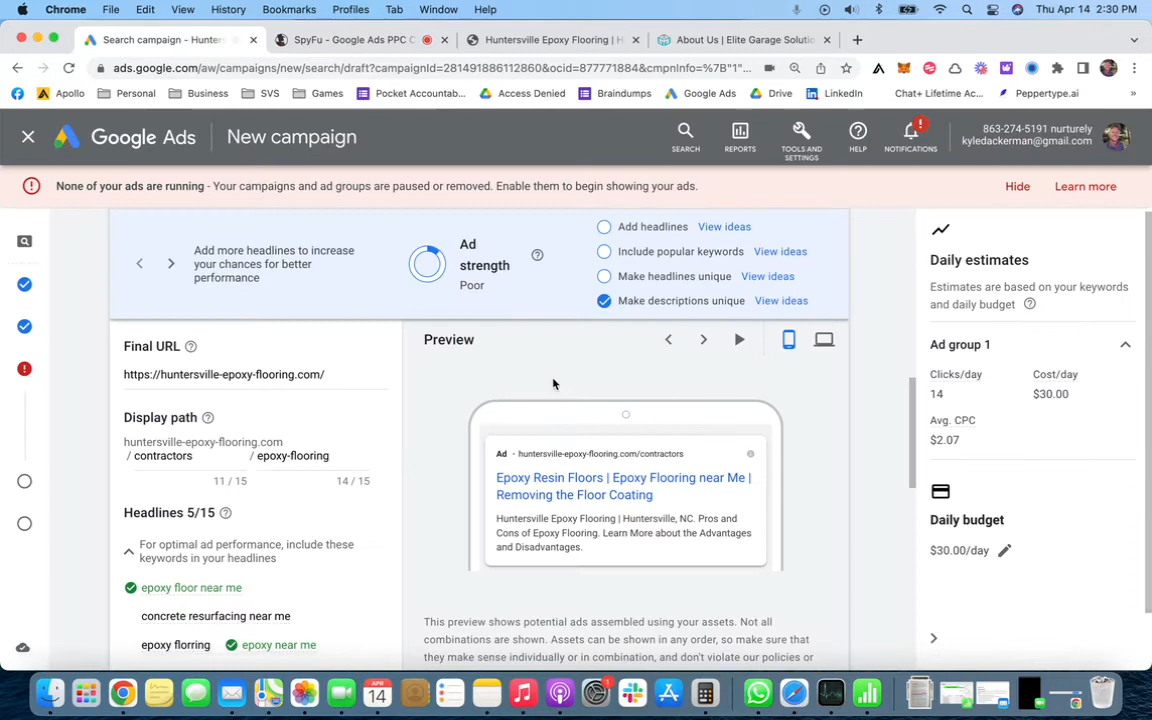 Chrome File Edit View History Bookmarks Profiles Tab Window Help Thu Apr 14 2:30 PM
Search campaign - Hunters
SpyFu - Google Ads PPC C
Huntersville Epoxy Flooring | H
About Us | Elite Garage Solutio
ads.google.com/aw/campaigns/new/search/draft?campaignId=281491886112860&ocid=877771884&cmpnInfo=%7B"1"...
Apollo Personal Business SVS Games Pocket Accountab... Access Denied Braindumps Google Ads Drive LinkedIn Chat+ Lifetime Ac... Peppertype.ai »
Google Ads
New campaign
SEARCH
REPORTS
TOOLS AND SETTINGS
HELP
!
NOTIFICATIONS
863-274-5191 nurturely
kyledackerman@gmail.com
None of your ads are running - Your campaigns and ad groups are paused or removed. Enable them to begin showing your ads.
Hide
Learn more
Add more headlines to increase
your chances for better
performance
Ad
strength
Poor
Add headlines View ideas
Include popular keywords View ideas
Make headlines unique View ideas
Make descriptions unique View ideas
Final URL
https://huntersville-epoxy-flooring.com/
Display path
huntersville-epoxy-flooring.com
/ contractors / epoxy-flooring
11 / 15 14 / 15
Headlines 5/15
For optimal ad performance, include these
keywords in your headlines
epoxy floor near me
concrete resurfacing near me
epoxy florring epoxy near me
Preview
Ad · huntersville-epoxy-flooring.com/contractors
Epoxy Resin Floors | Epoxy Flooring near Me |
Removing the Floor Coating
Huntersville Epoxy Flooring | Huntersville, NC. Pros and
Cons of Epoxy Flooring. Learn More about the Advantages
and Disadvantages.
This preview shows potential ads assembled using your assets. Not all
combinations are shown. Assets can be shown in any order, so make sure that
they make sense individually or in combination, and don't violate our policies or
Daily estimates
Estimates are based on your keywords
and daily budget
Ad group 1
Clicks/day Cost/day
14 $30.00
Avg. CPC
$2.07
Daily budget
$30.00/day
APR
14
1